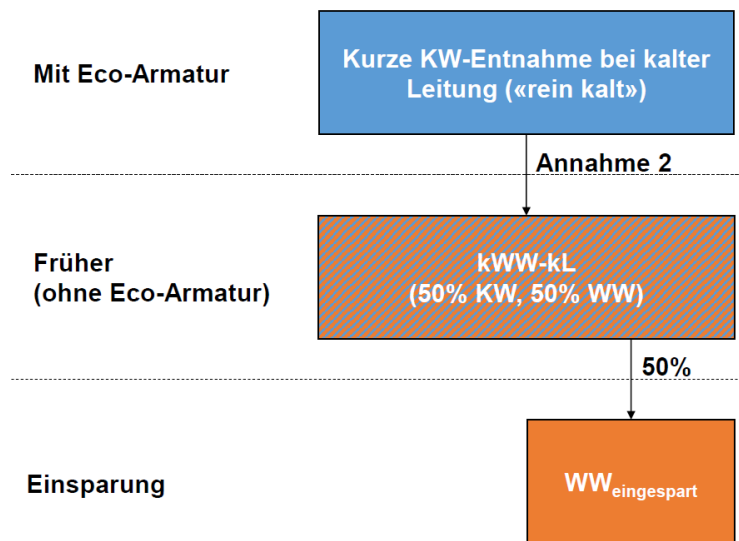 Mit Eco-Armatur
Kurze KW-Entnahme bei kalter
Leitung («rein kalt»)
Annahme 2
Früher
(ohne Eco-Armatur)
kWW-kL
(50% KW, 50% WW)
50%
Einsparung
WWeingespart